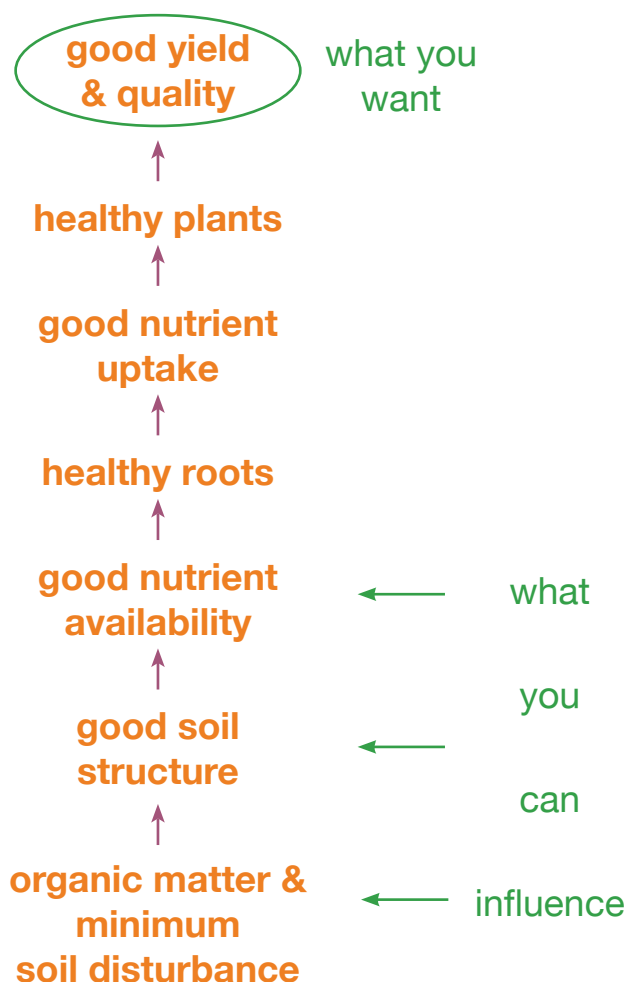 good yield
& quality
what you
want
healthy plants
good nutrient
uptake
healthy roots
good nutrient
availability
what
you
good soil
structure
can
organic matter &
minimum
soil disturbance
influence